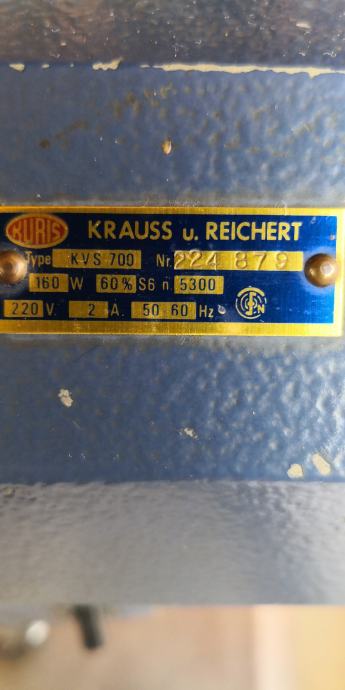 KURIS KRAUSS u. REICHERT
Type KVS 700 Nr. 224 879
160 W 60% S6 n. 5300
220 V. 2 A. 50 60 Hz